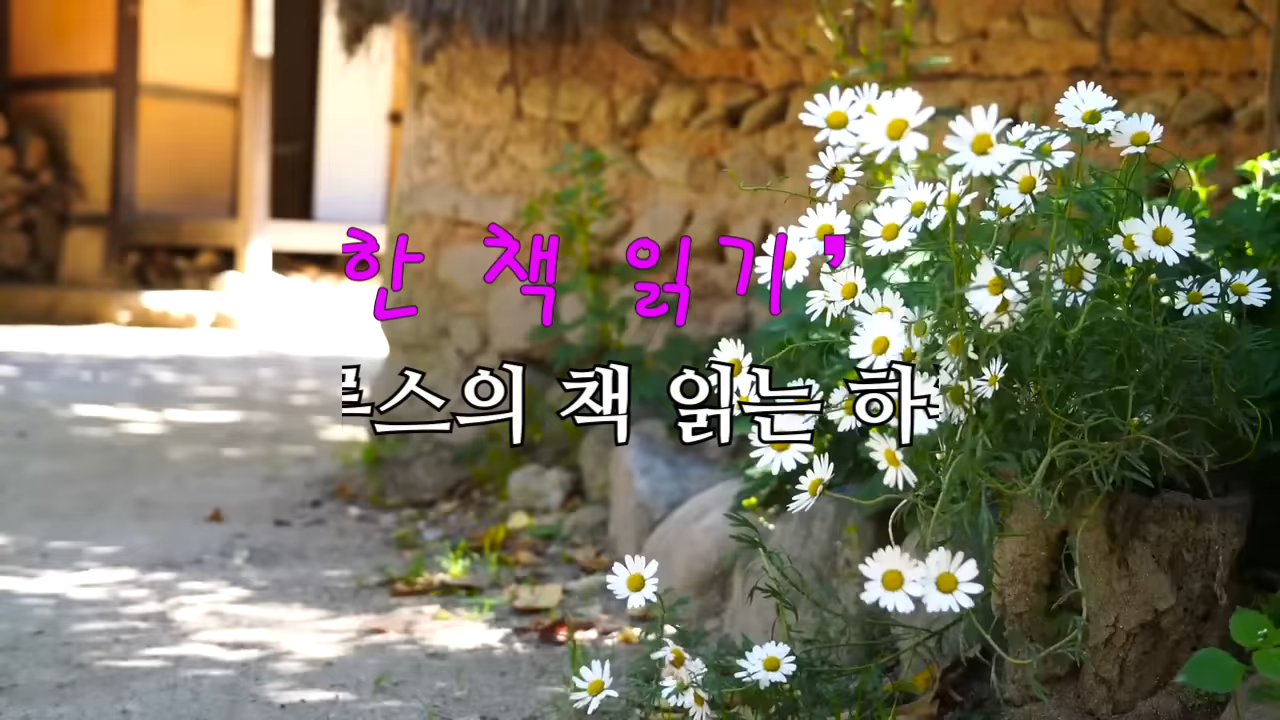 한 책 읽기'
스의 책 읽는 하